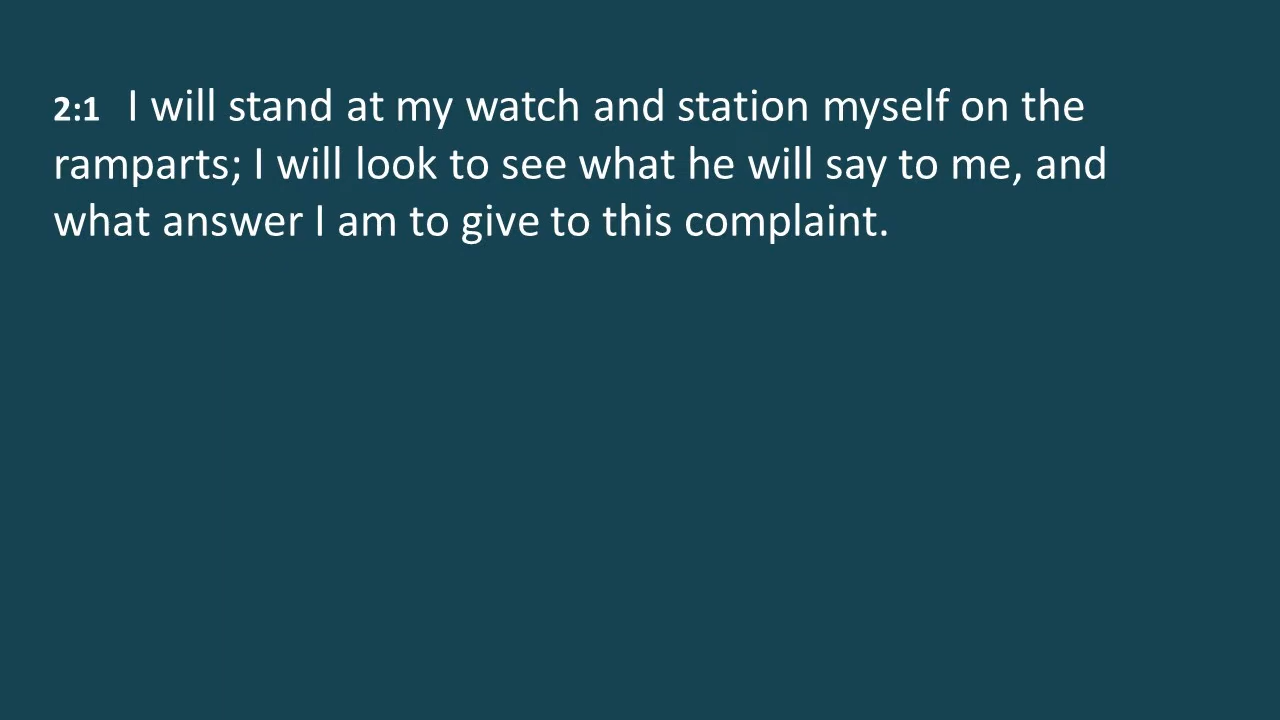 2:1 I will stand at my watch and station myself on the
ramparts; I will look to see what he will say to me, and
what answer I am to give to this complaint.